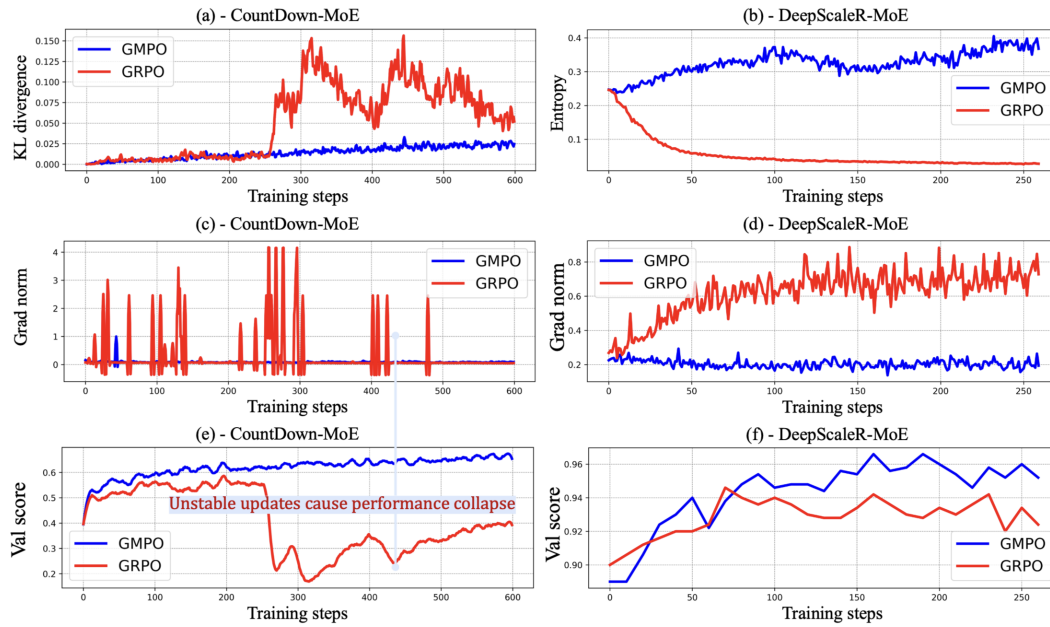 (a) - CountDown-MoE
KL divergence
0.150
0.125
0.100
0.075
0.050
0.025
0.000
GMPO
GRPO
0
100
200
300
400
500
600
Training steps
(b) - DeepScaleR-MoE
Entropy
0.4
0.3
0.2
0.1
GMPO
GRPO
0
50
100
150
200
250
Training steps
(c) - CountDown-MoE
Grad norm
4
3
2
1
0
GMPO
GRPO
0
100
200
300
400
500
600
Training steps
(d) - DeepScaleR-MoE
Grad norm
0.8
0.6
0.4
0.2
GMPO
GRPO
0
50
100
150
200
250
Training steps
(e) - CountDown-MoE
Val score
0.6
0.5
0.4
0.3
0.2
Unstable updates cause performance collapse
GMPO
GRPO
0
100
200
300
400
500
600
Training steps
(f) - DeepScaleR-MoE
Val score
0.96
0.94
0.92
0.90
GMPO
GRPO
0
50
100
150
200
250
Training steps